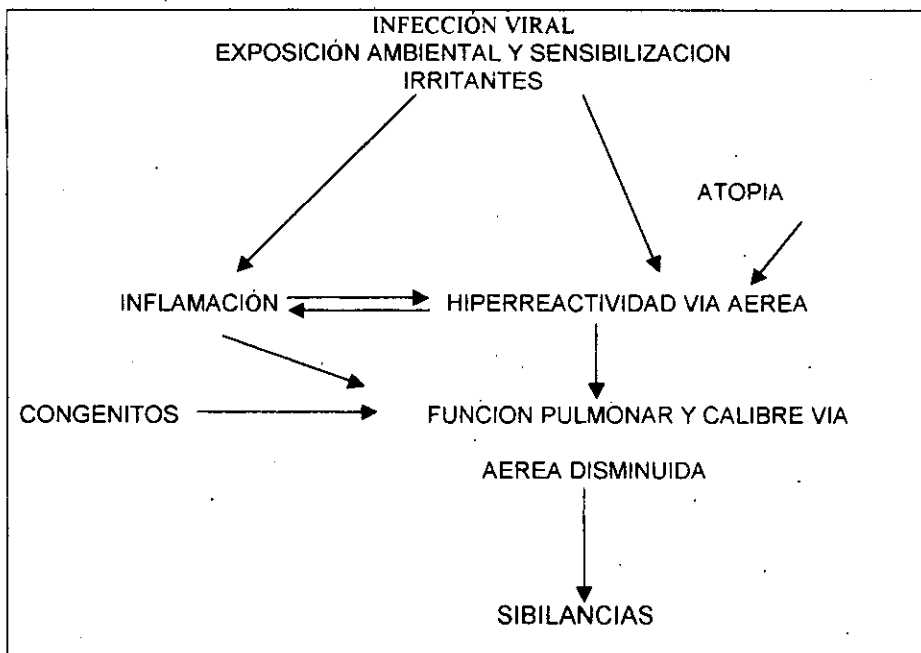 INFECCIÓN VIRAL
EXPOSICIÓN AMBIENTAL Y SENSIBILIZACION
IRRITANTES
ATOPIA
INFLAMACIÓN
HIPERREACTIVIDAD VIA AEREA
CONGENITOS
FUNCION PULMONAR Y CALIBRE VIA
AEREA DISMINUIDA
SIBILANCIAS